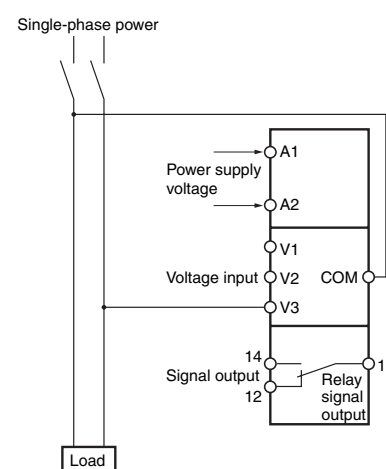 Single-phase power
A1
Power supply
voltage
A2
V1
Voltage input
V2
COM
V3
14
1
Signal output
12
Relay
signal
output
Load